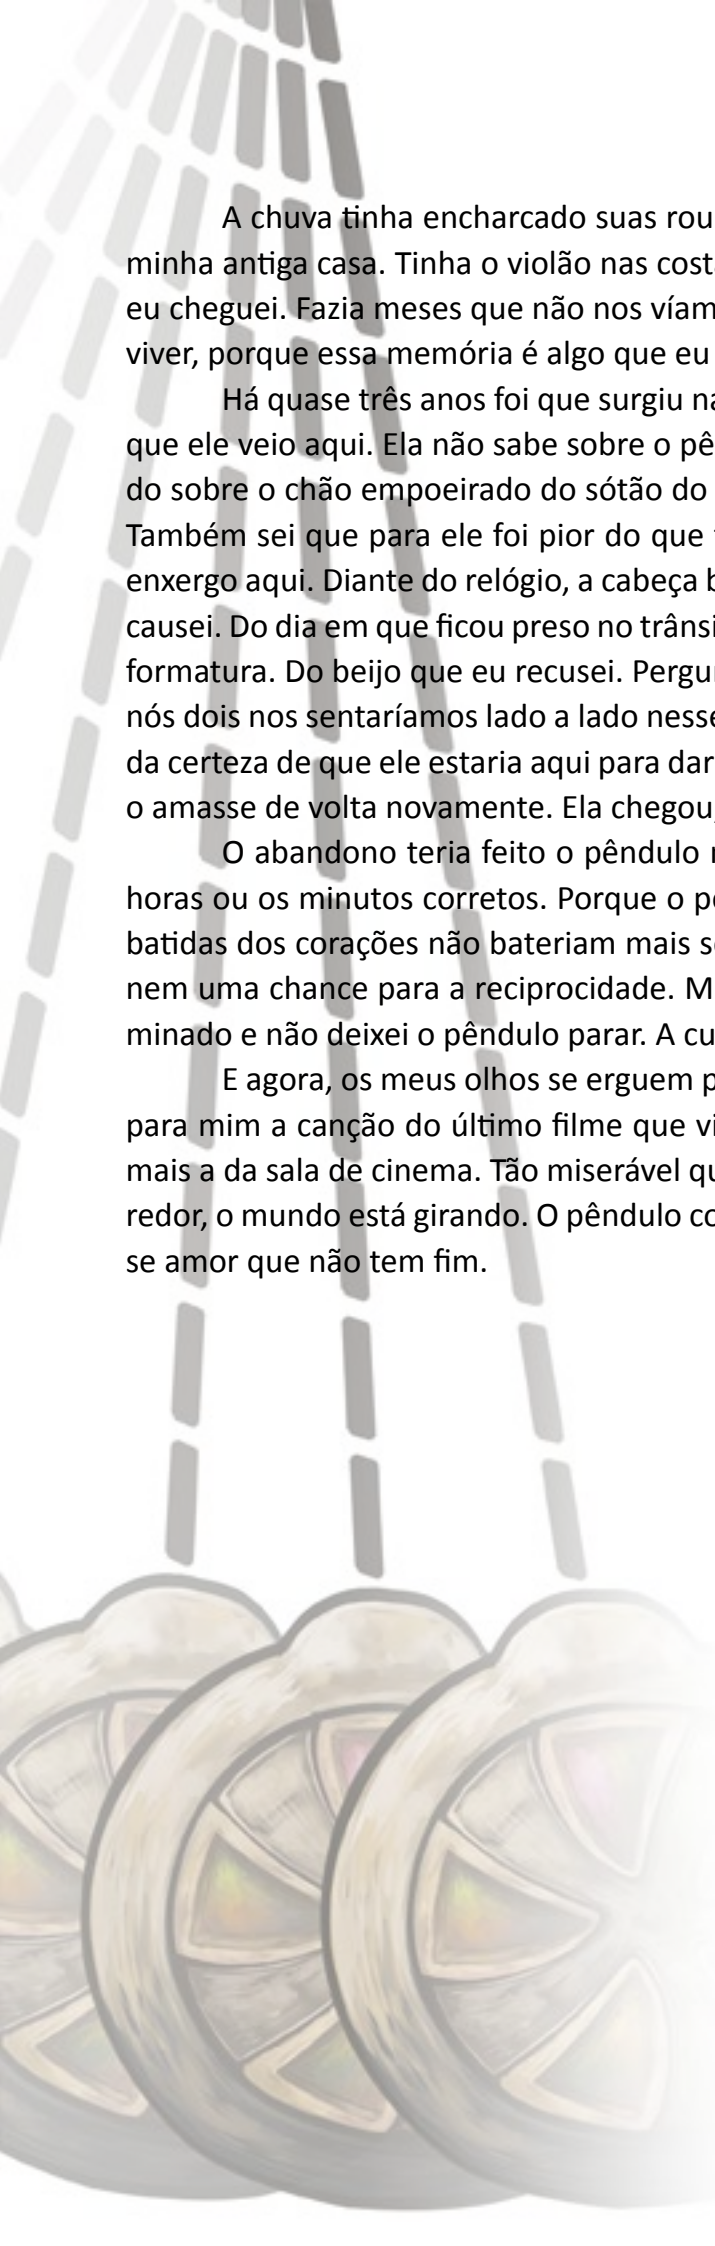 A chuva tinha encharcado suas rou
minha antiga casa. Tinha o violão nas cost
eu cheguei. Fazia meses que não nos víam
viver, porque essa memória é algo que eu
Há quase três anos foi que surgiu na
que ele veio aqui. Ela não sabe sobre o pê
do sobre o chão empoeirado do sótão do
Também sei que para ele foi pior do que
enxergo aqui. Diante do relógio, a cabeça b
causei. Do dia em que ficou preso no trânsi
formatura. Do beijo que eu recusei. Pergu
nós dois nos sentaríamos lado a lado nesse
da certeza de que ele estaria aqui para dar
o amasse de volta novamente. Ela chegou,
O abandono teria feito o pêndulo
horas ou os minutos corretos. Porque o p
batidas dos corações não bateriam mais s
nem uma chance para a reciprocidade. M
minado e não deixei o pêndulo parar. A cu
E agora, os meus olhos se erguem p
para mim a canção do último filme que vi
mais a da sala de cinema. Tão miserável qu
redor, o mundo está girando. O pêndulo co
se amor que não tem fim.